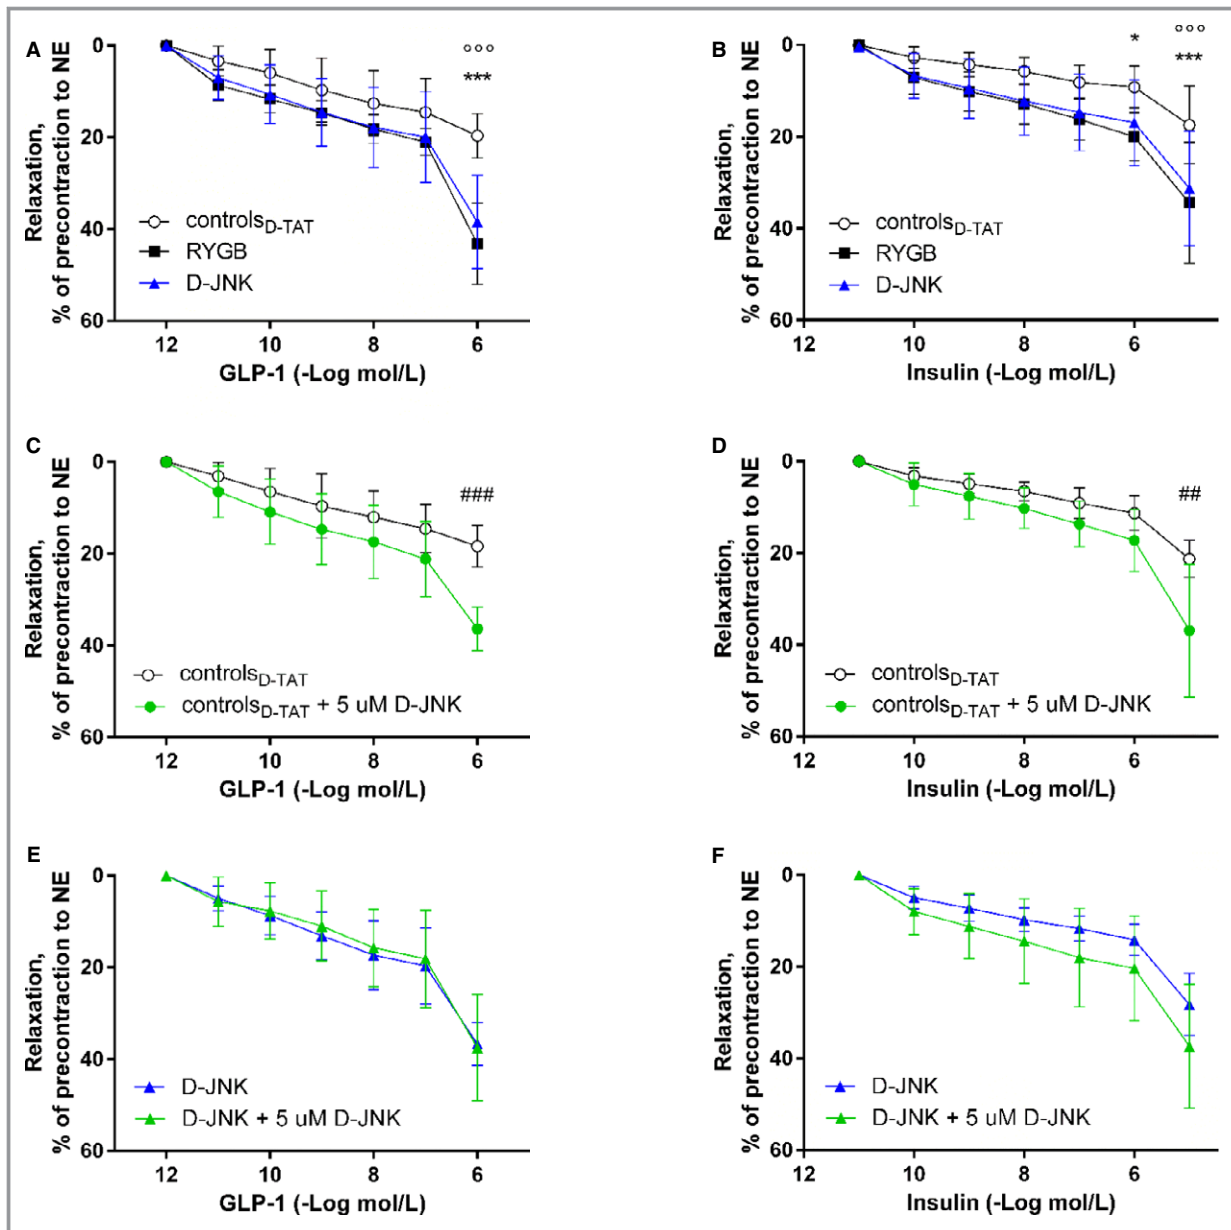 A
Relaxation,
% of precontraction to NE
0
20
40
60
°°°
***
controlsD-TAT
RYGB
D-JNK
12 10 8 6
GLP-1 (-Log mol/L)
B
Relaxation,
% of precontraction to NE
0
20
40
60
°°°
* ***
controlsD-TAT
RYGB
D-JNK
12 10 8 6
Insulin (-Log mol/L)
C
Relaxation,
% of precontraction to NE
0
20
40
60
###
controlsD-TAT
controlsD-TAT + 5 uM D-JNK
12 10 8 6
GLP-1 (-Log mol/L)
D
Relaxation,
% of precontraction to NE
0
20
40
60
##
controlsD-TAT
controlsD-TAT + 5 uM D-JNK
12 10 8 6
Insulin (-Log mol/L)
E
Relaxation,
% of precontraction to NE
0
20
40
60
D-JNK
D-JNK + 5 uM D-JNK
12 10 8 6
GLP-1 (-Log mol/L)
F
Relaxation,
% of precontraction to NE
0
20
40
60
D-JNK
D-JNK + 5 uM D-JNK
12 10 8 6
Insulin (-Log mol/L)